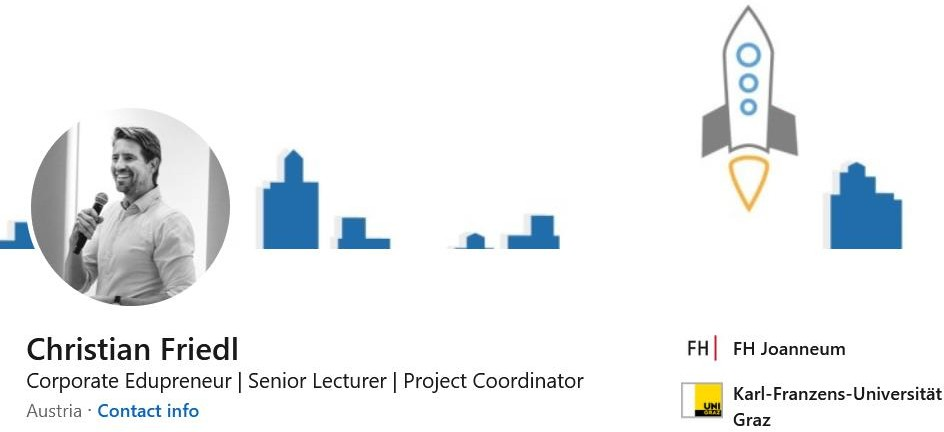 Christian Friedl
Corporate Edupreneur | Senior Lecturer | Project Coordinator
Austria · Contact info
FH| FH Joanneum
UNI
GRAZ
Karl-Franzens-Universität
Graz